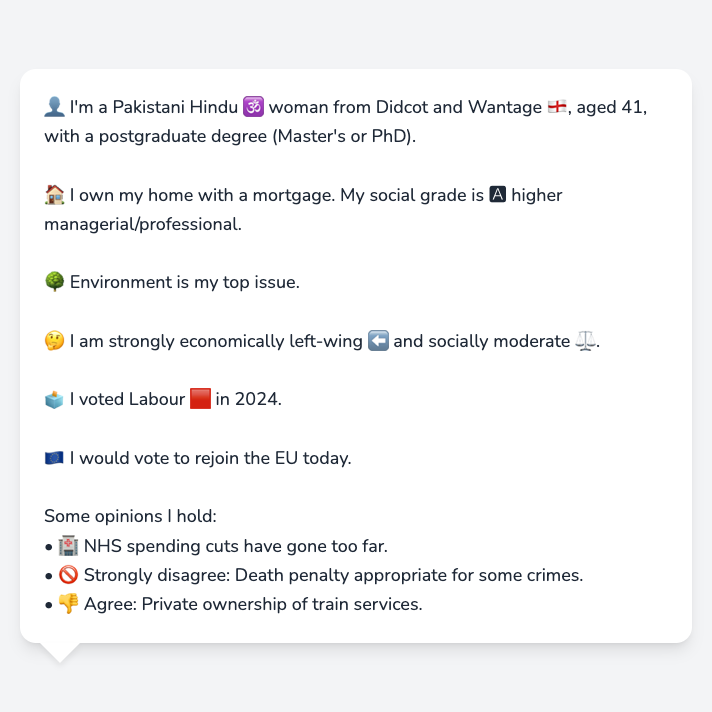 👤 I'm a Pakistani Hindu 🕉️ woman from Didcot and Wantage 🏴󠁧󠁢󠁥󠁮󠁧󠁿, aged 41,
with a postgraduate degree (Master's or PhD).
🏠 I own my home with a mortgage. My social grade is 🅰️ higher
managerial/professional.
🌳 Environment is my top issue.
🤔 I am strongly economically left-wing ⬅️ and socially moderate ⚖️.
🗳️ I voted Labour 🟥 in 2024.
🇪🇺 I would vote to rejoin the EU today.
Some opinions I hold:
• 🏥 NHS spending cuts have gone too far.
• 🚫 Strongly disagree: Death penalty appropriate for some crimes.
• 👎 Agree: Private ownership of train services.